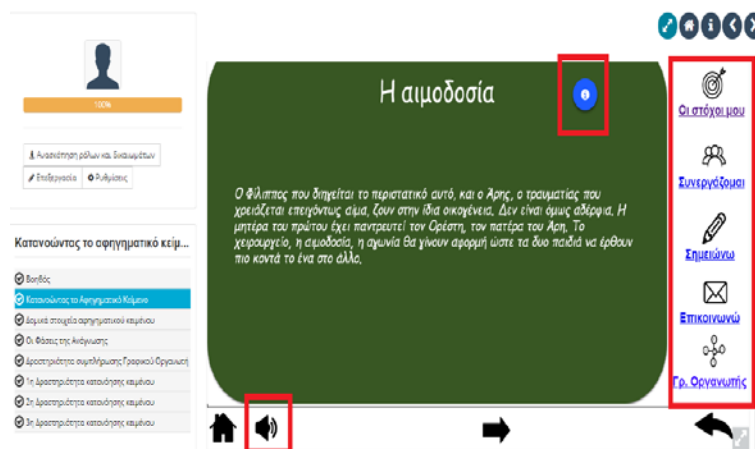 100%
Ανασκόπηση ρόλων και δικαιωμάτων
Επεξεργασία
Ρυθμίσεις
Κατανοώντας το αφηγηματικό κείμ...
Βοηθός
Κατανοώντας το Αφηγηματικό Κείμενο
Δομικά στοιχεία αφηγηματικού κειμένου
Οι Φάσεις της Ανάγνωσης
Δραστηριότητα συμπλήρωσης Γραφικού Οργανωτή
1η Δραστηριότητα κατανόησης κειμένου
2η Δραστηριότητα κατανόησης κειμένου
3η Δραστηριότητα κατανόησης κειμένου
Η αιμοδοσία
Ο Φίλιππος που διηγείται το περιστατικό αυτό, και ο Άρης, ο τραυματίας που
χρειάζεται επειγόντως αίμα, ζουν στην ίδια οικογένεια. Δεν είναι όμως αδέρφια. Η
μητέρα του πρώτου έχει παντρευτεί τον Ορέστη, τον πατέρα του Άρη. Το
χειρουργείο, η αιμοδοσία, η αγωνία θα γίνουν αφορμή ώστε τα δυο παιδιά να έρθουν
πιο κοντά το ένα στο άλλο.
Οι στόχοι μου
Συνεργάζομαι
Σημειώνω
Επικοινωνώ
Γρ. Οργανωτής